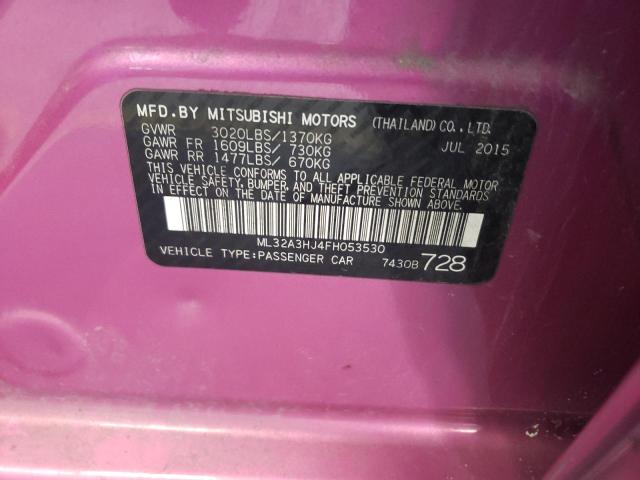 MFD.BY MITSUBISHI MOTORS (THAILAND) CO.,LTD.
GVWR 3020LBS/1370KG JUL 2015
GAWR FR 1609LBS/ 730KG
GAWR RR 1477LBS/ 670KG
THIS VEHICLE CONFORMS TO ALL APPLICABLE FEDERAL MOTOR
VEHICLE SAFETY, BUMPER, AND THEFT PREVENTION STANDARDS
IN EFFECT ON THE DATE OF MANUFACTURE SHOWN ABOVE.
ML32A3HJ4FH053530
VEHICLE TYPE:PASSENGER CAR 7430B 728